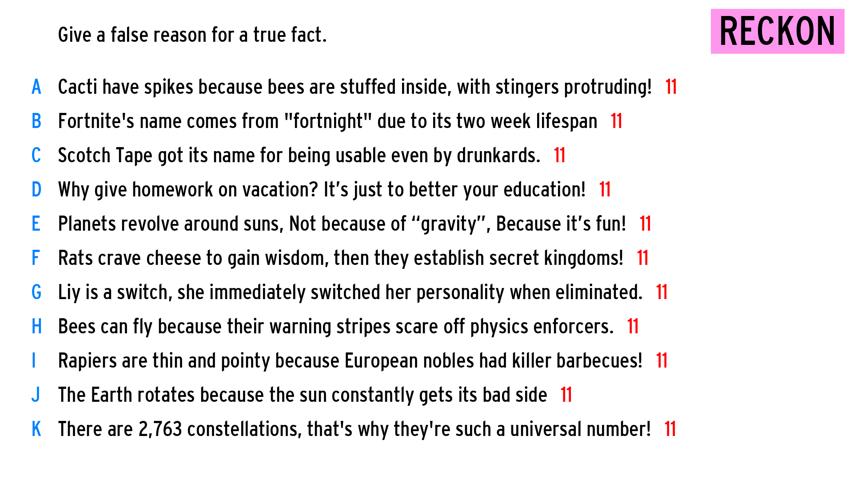 Give a false reason for a true fact.
RECKON
A Cacti have spikes because bees are stuffed inside, with stingers protruding! 11
B Fortnite's name comes from "fortnight" due to its two week lifespan 11
C Scotch Tape got its name for being usable even by drunkards. 11
D Why give homework on vacation? It’s just to better your education! 11
E Planets revolve around suns, Not because of “gravity”, Because it’s fun! 11
F Rats crave cheese to gain wisdom, then they establish secret kingdoms! 11
G Liy is a switch, she immediately switched her personality when eliminated. 11
H Bees can fly because their warning stripes scare off physics enforcers. 11
I Rapiers are thin and pointy because European nobles had killer barbecues! 11
J The Earth rotates because the sun constantly gets its bad side 11
K There are 2,763 constellations, that's why they're such a universal number! 11